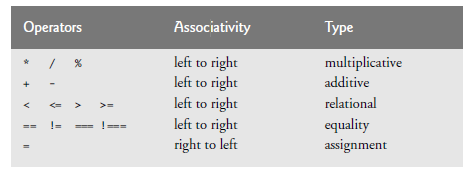 Operators Associativity Type
* / % left to right multiplicative
+ - left to right additive
< <= > >= left to right relational
== != === !=== left to right equality
= right to left assignment